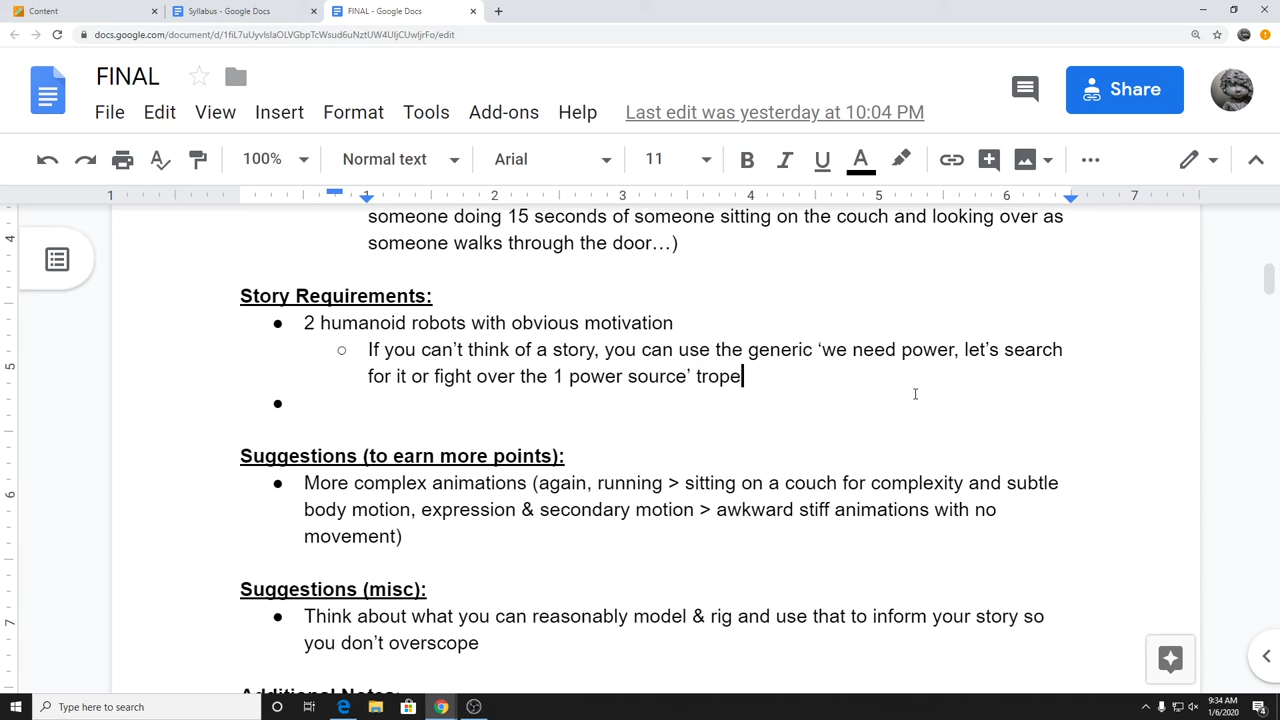 Content
Syllabus - Google Docs
FINAL - Google Docs
docs.google.com/document/d/1fiL7uUyvlslaOLVGbpTcWsud6uNztUW4UljCUwljrFo/edit
FINAL
File Edit View Insert Format Tools Add-ons Help Last edit was yesterday at 10:04 PM
Share
100% Normal text Arial 11 B I U A
1 1 2 3 4 5 6 7
someone doing 15 seconds of someone sitting on the couch and looking over as
4
someone walks through the door…)
Story Requirements:
● 2 humanoid robots with obvious motivation
○ If you can’t think of a story, you can use the generic ‘we need power, let’s search
5
for it or fight over the 1 power source’ trope
●
Suggestions (to earn more points):
● More complex animations (again, running > sitting on a couch for complexity and subtle
6
body motion, expression & secondary motion > awkward stiff animations with no
movement)
Suggestions (misc):
● Think about what you can reasonably model & rig and use that to inform your story so
7
you don’t overscope
Additional Notes:
Type here to search
9:34 AM
1/6/2020
4